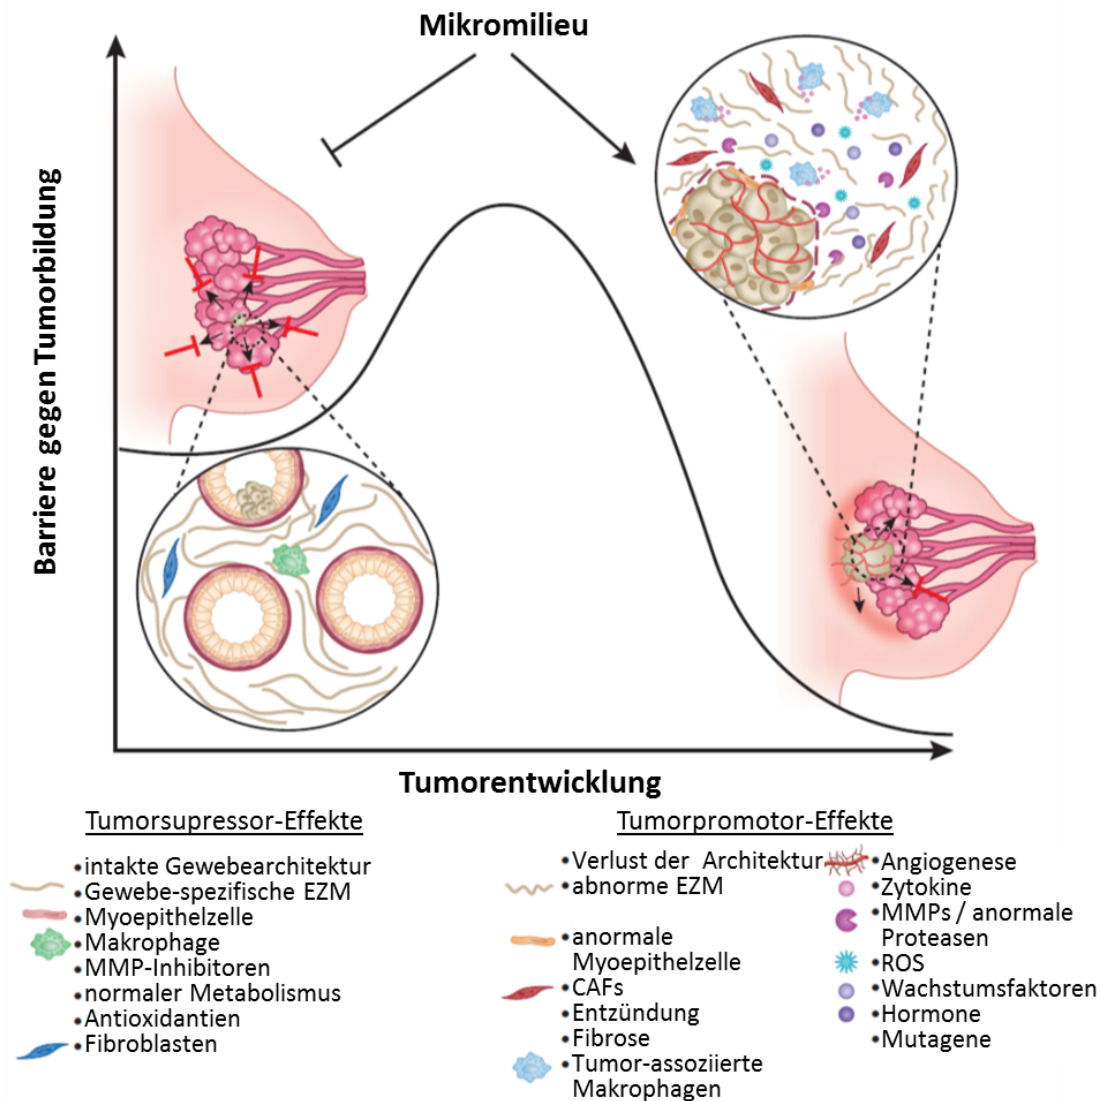 Mikromilieu
Barriere gegen Tumorbildung
Tumorentwicklung
Tumorsupressor-Effekte
•intakte Gewebearchitektur
•Gewebe-spezifische EZM
•Myoepithelzelle
•Makrophage
•MMP-Inhibitoren
•normaler Metabolismus
•Antioxidantien
•Fibroblasten
Tumorpromotor-Effekte
•Verlust der Architektur
•abnorme EZM
•anormale
Myoepithelzelle
•CAFs
•Entzündung
•Fibrose
•Tumor-assoziierte
Makrophagen
•Angiogenese
•Zytokine
•MMPs / anormale
Proteasen
•ROS
•Wachstumsfaktoren
•Hormone
•Mutagene